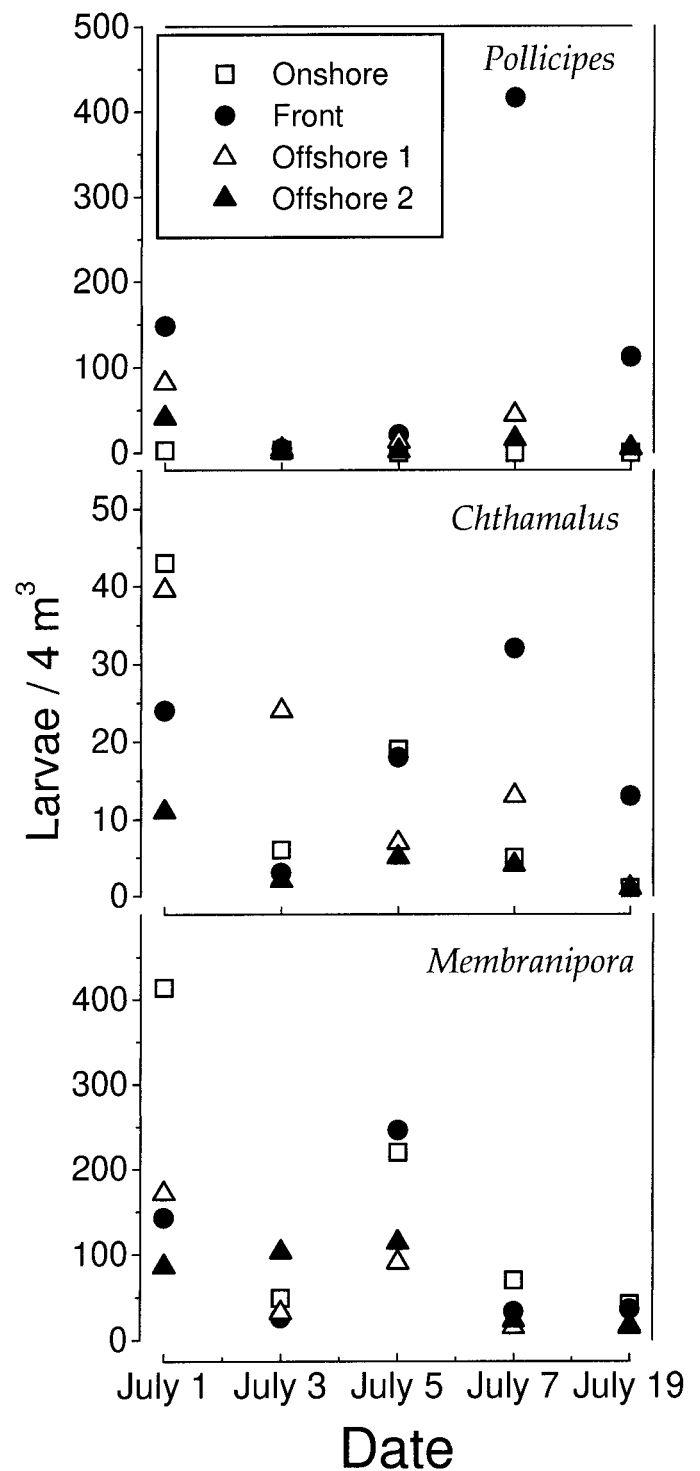 500
400
300
200
100
0
Pollicipes
Onshore
Front
Offshore 1
Offshore 2
50
40
30
20
10
0
Chthamalus
Larvae / 4 m³
400
300
200
100
0
Membranipora
July 1 July 3 July 5 July 7 July 19
Date